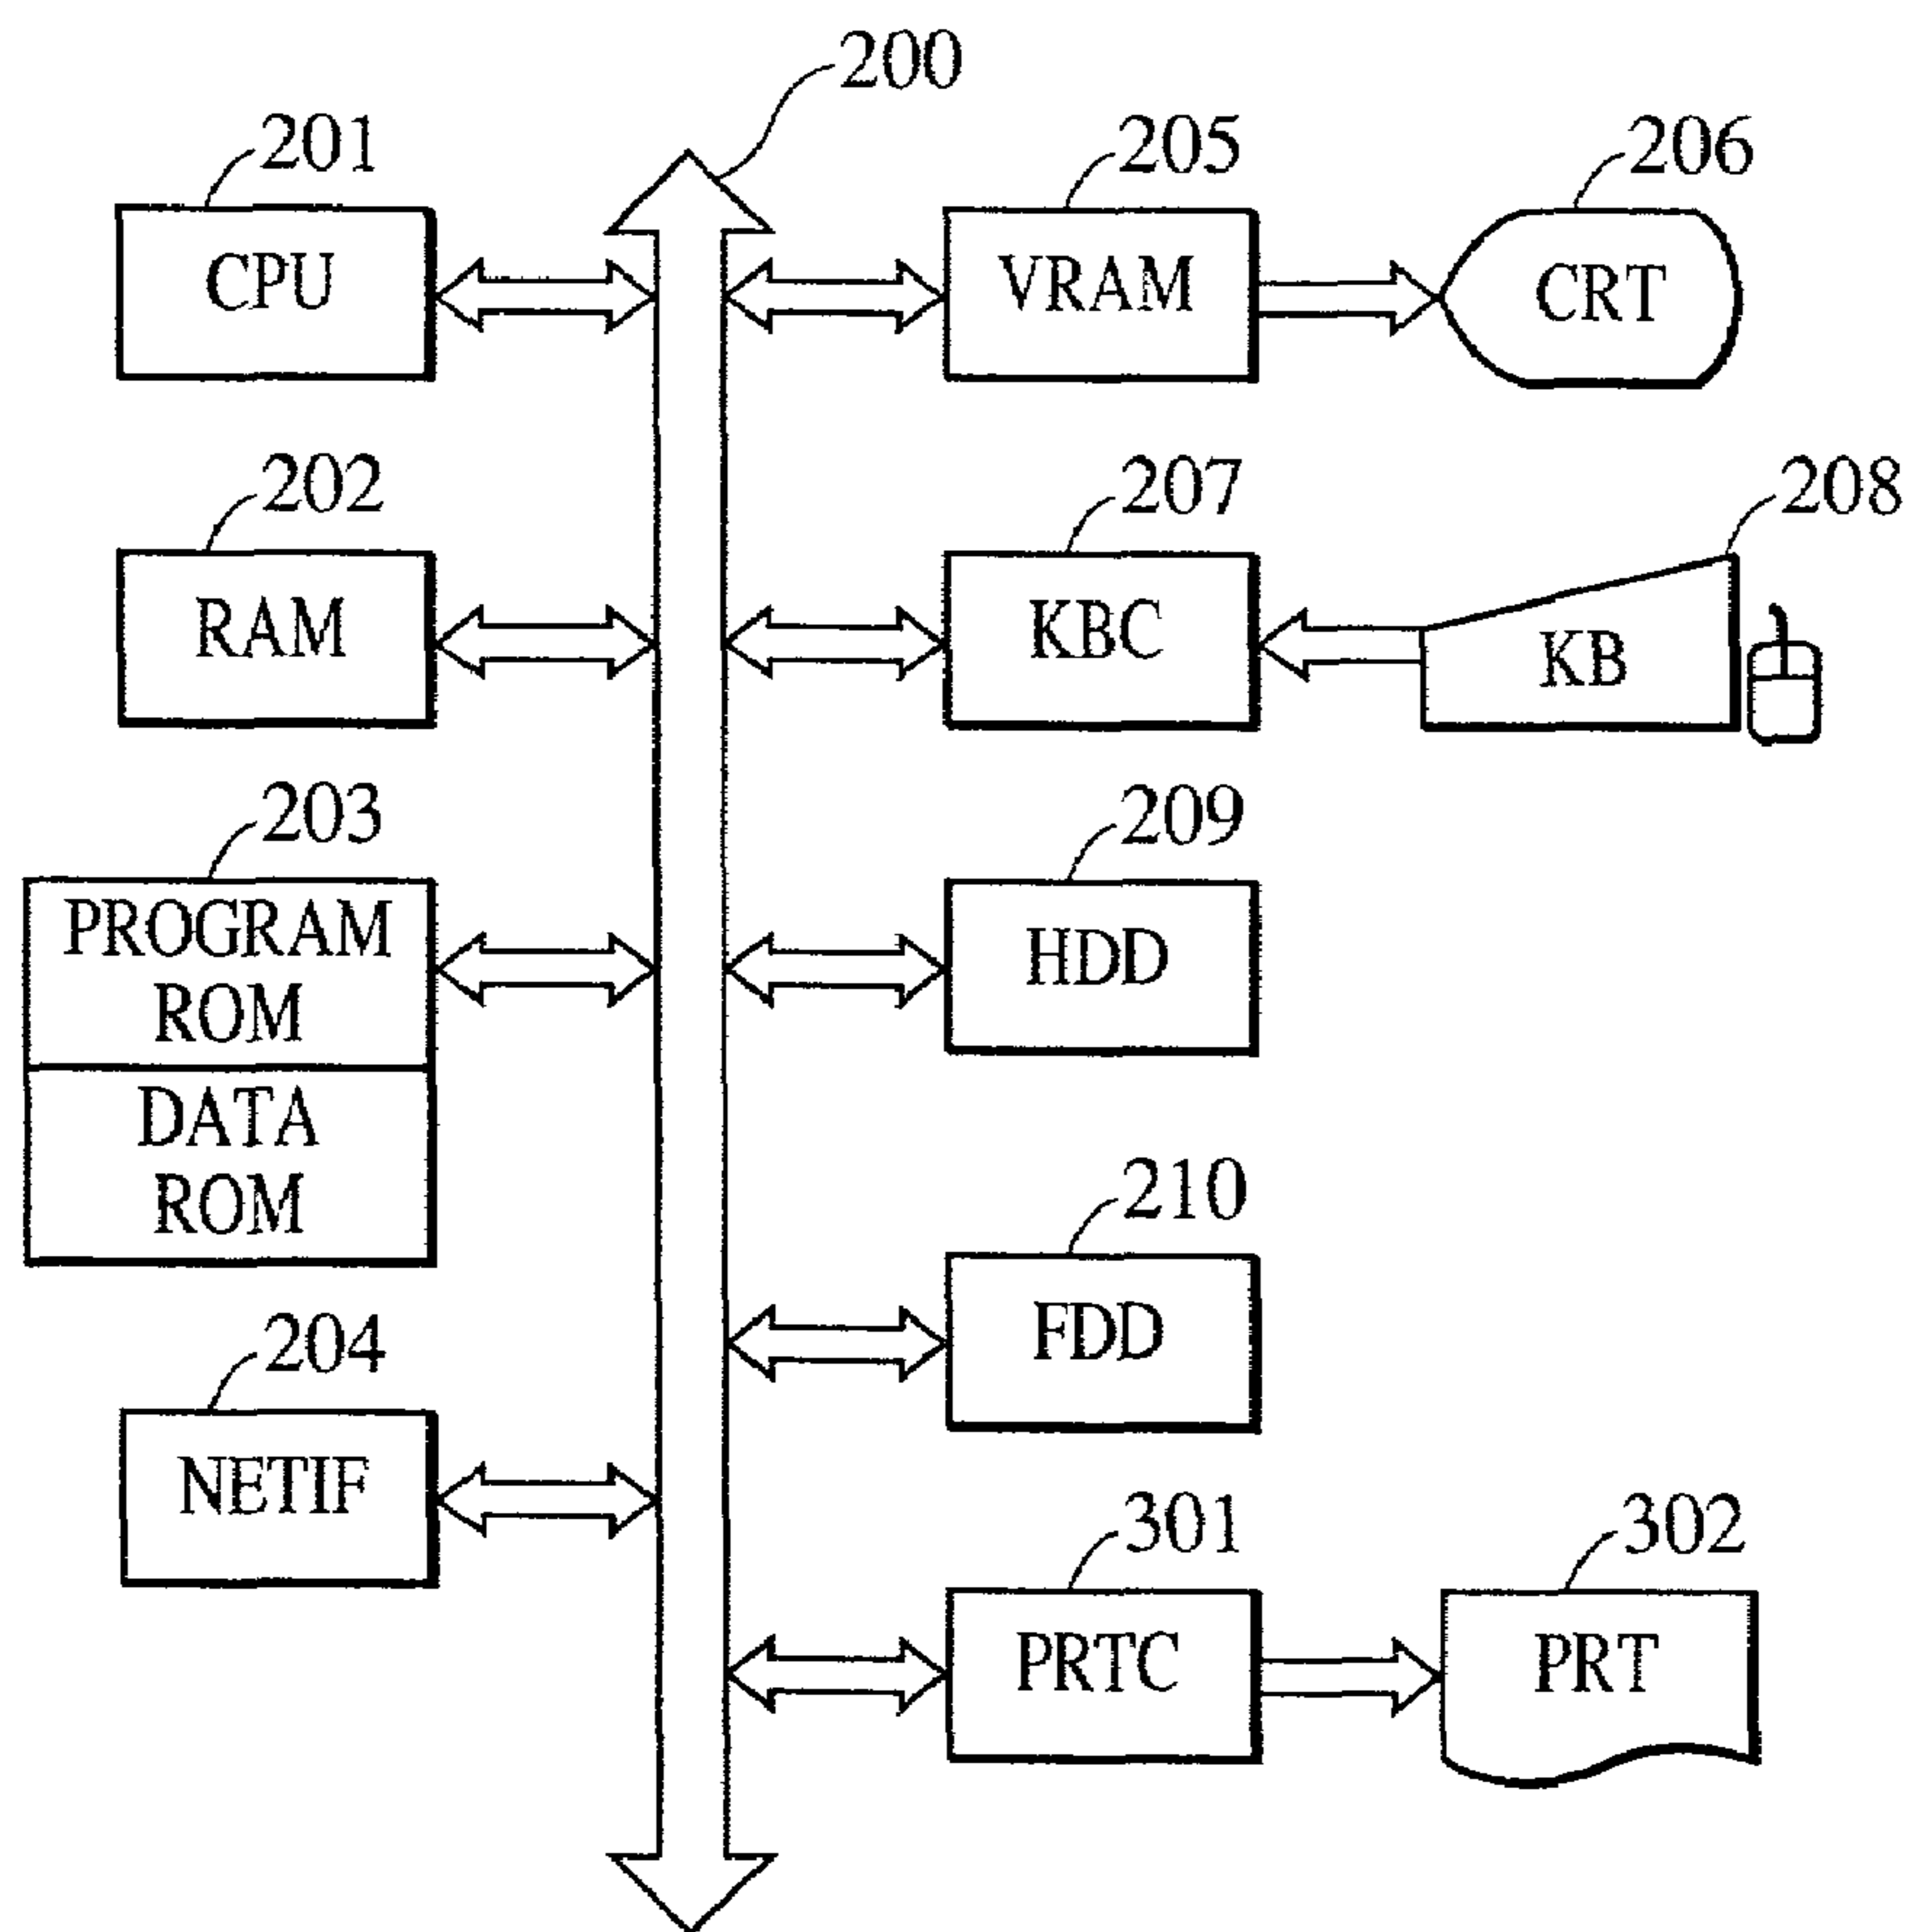 200
201
CPU
205
VRAM
206
CRT
202
RAM
207
KBC
208
KB
203
PROGRAM
ROM
DATA
ROM
209
HDD
210
FDD
204
NETIF
301
PRTC
302
PRT